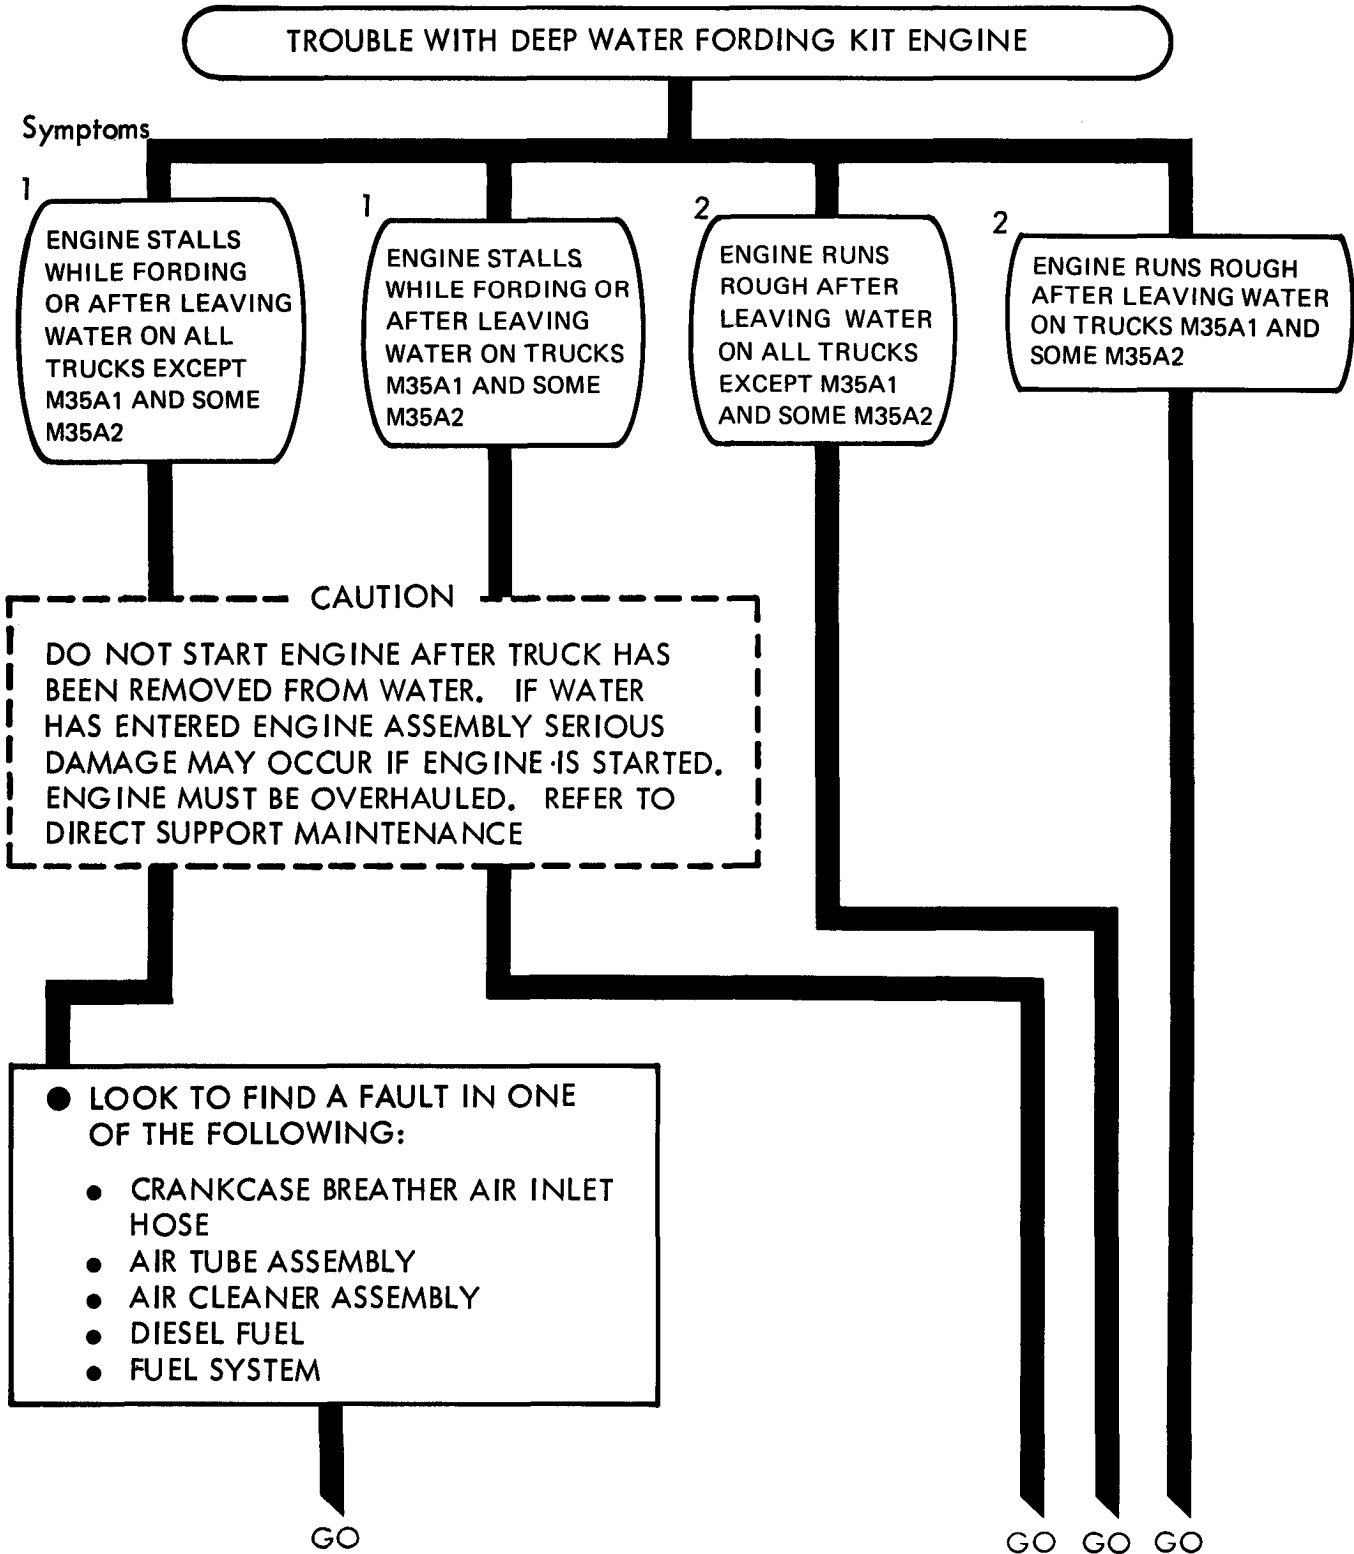 TROUBLE WITH DEEP WATER FORDING KIT ENGINE
Symptoms
1
ENGINE STALLS
WHILE FORDING
OR AFTER LEAVING
WATER ON ALL
TRUCKS EXCEPT
M35A1 AND SOME
M35A2
1
ENGINE STALLS
WHILE FORDING OR
AFTER LEAVING
WATER ON TRUCKS
M35A1 AND SOME
M35A2
2
ENGINE RUNS
ROUGH AFTER
LEAVING WATER
ON ALL TRUCKS
EXCEPT M35A1
AND SOME M35A2
2
ENGINE RUNS ROUGH
AFTER LEAVING WATER
ON TRUCKS M35A1 AND
SOME M35A2
CAUTION
DO NOT START ENGINE AFTER TRUCK HAS
BEEN REMOVED FROM WATER. IF WATER
HAS ENTERED ENGINE ASSEMBLY SERIOUS
DAMAGE MAY OCCUR IF ENGINE IS STARTED.
ENGINE MUST BE OVERHAULED. REFER TO
DIRECT SUPPORT MAINTENANCE
● LOOK TO FIND A FAULT IN ONE
OF THE FOLLOWING:
● CRANKCASE BREATHER AIR INLET
HOSE
● AIR TUBE ASSEMBLY
● AIR CLEANER ASSEMBLY
● DIESEL FUEL
● FUEL SYSTEM
GO
GO GO GO